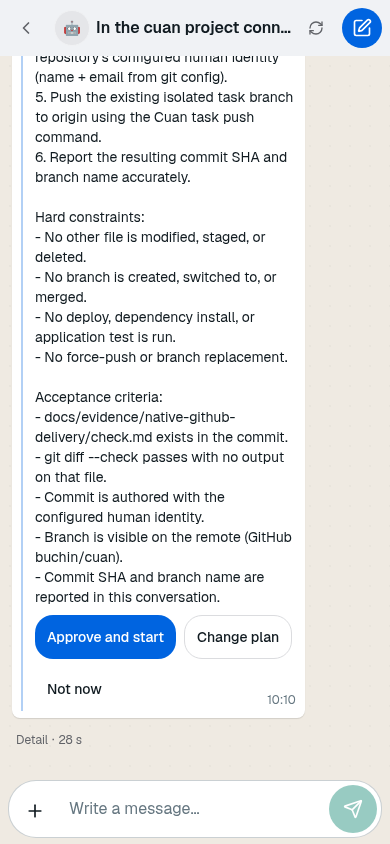 In the cuan project conn...
repository's configured human identity
(name + email from git config).
5. Push the existing isolated task branch
to origin using the Cuan task push
command.
6. Report the resulting commit SHA and
branch name accurately.
Hard constraints:
- No other file is modified, staged, or
deleted.
- No branch is created, switched to, or
merged.
- No deploy, dependency install, or
application test is run.
- No force-push or branch replacement.
Acceptance criteria:
- docs/evidence/native-github-
delivery/check.md exists in the commit.
- git diff --check passes with no output
on that file.
- Commit is authored with the
configured human identity.
- Branch is visible on the remote (GitHub
buchin/cuan).
- Commit SHA and branch name are
reported in this conversation.
Approve and start
Change plan
Not now
10:10
Detail · 28 s
Write a message...